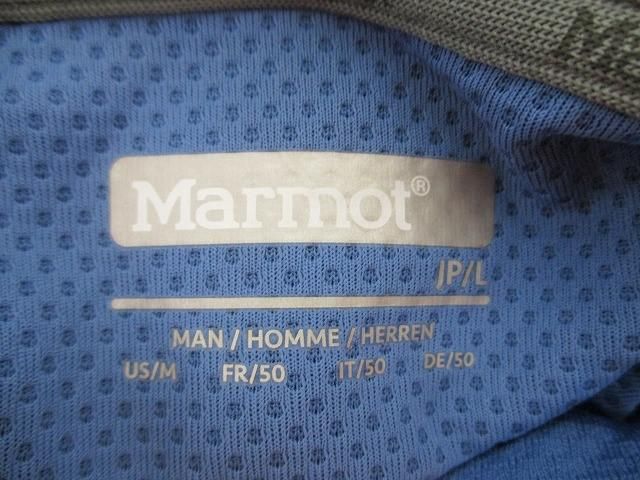 Marmot®
JP/L
MAN / HOMME / HERREN
US/M FR/50 IT/50 DE/50